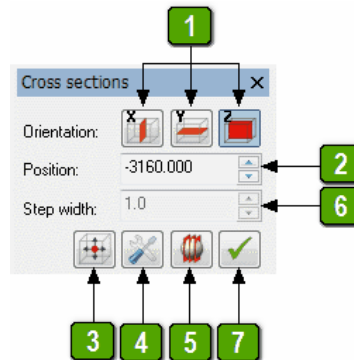 1
Cross sections
X Y Z
Orientation:
Position: -3160.000 2
Step width: 1.0 6
3 4 5 7